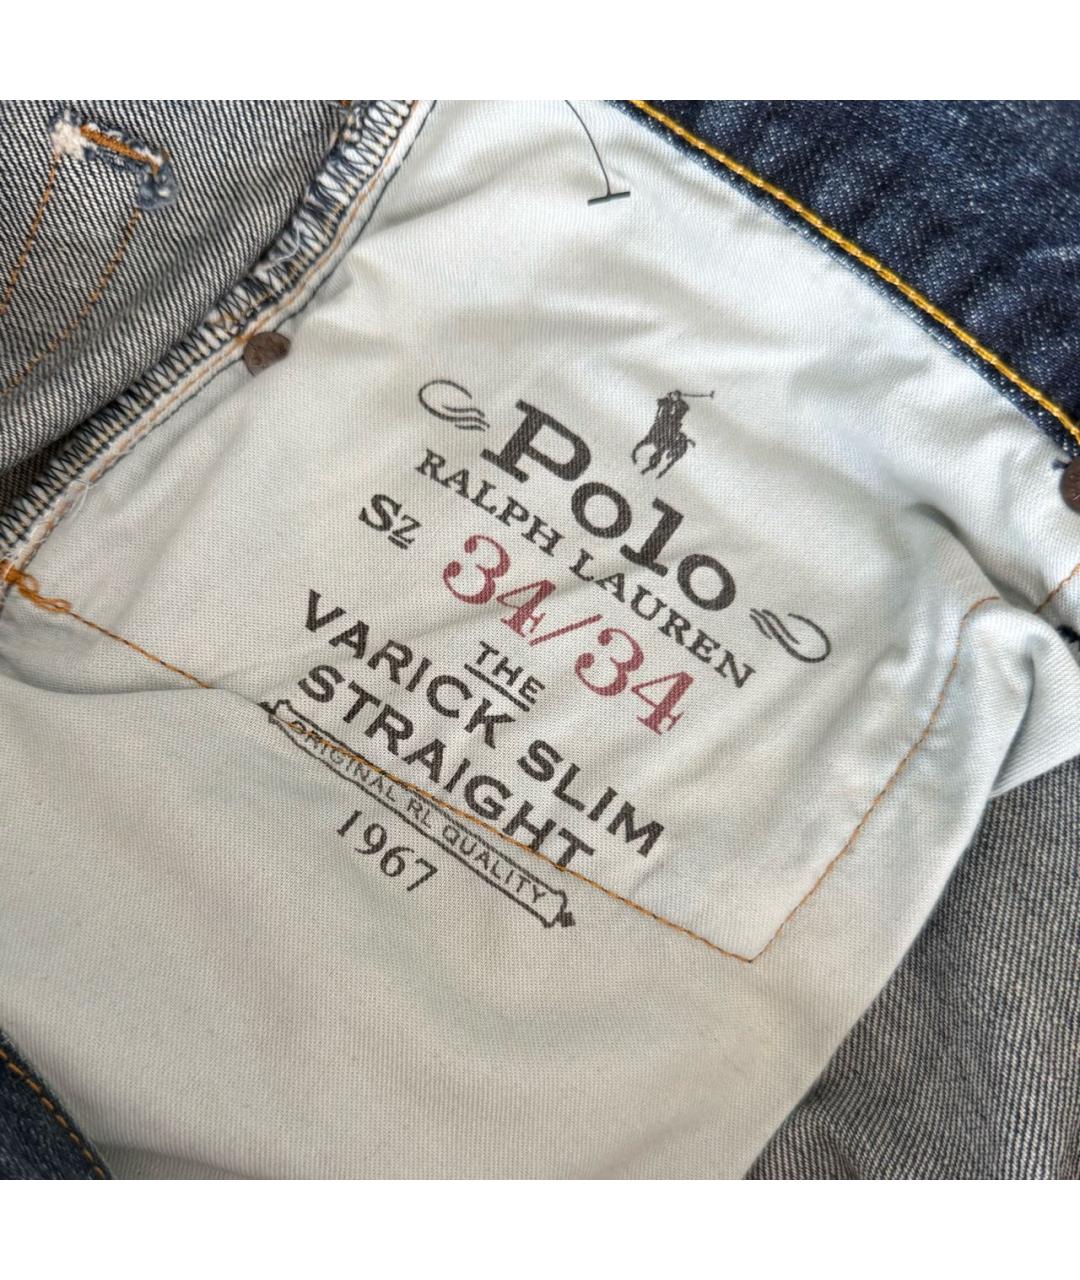 Polo
RALPH LAUREN
Sz 34/34
THE
VARICK SLIM
STRAIGHT
ORIGINAL RL QUALITY
1967